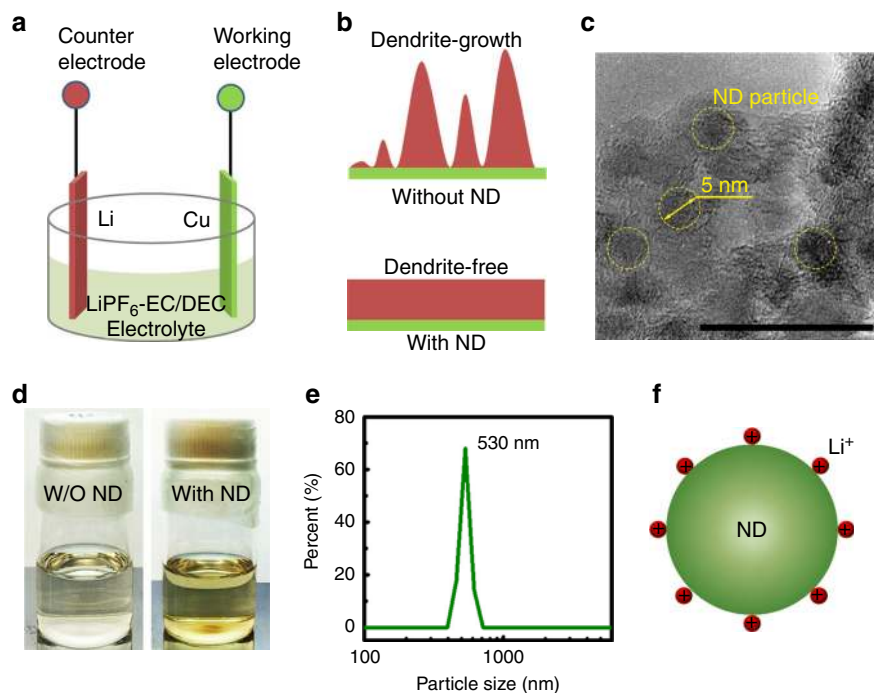 a
Counter
electrode
Working
electrode
Li
Cu
LiPF6-EC/DEC
Electrolyte
b
Dendrite-growth
Without ND
Dendrite-free
With ND
c
ND particle
5 nm
d
W/O ND
With ND
e
80
60
40
20
0
Percent (%)
530 nm
100
1000
Particle size (nm)
f
Li+
+
+
+
+
ND
+
+
+
+